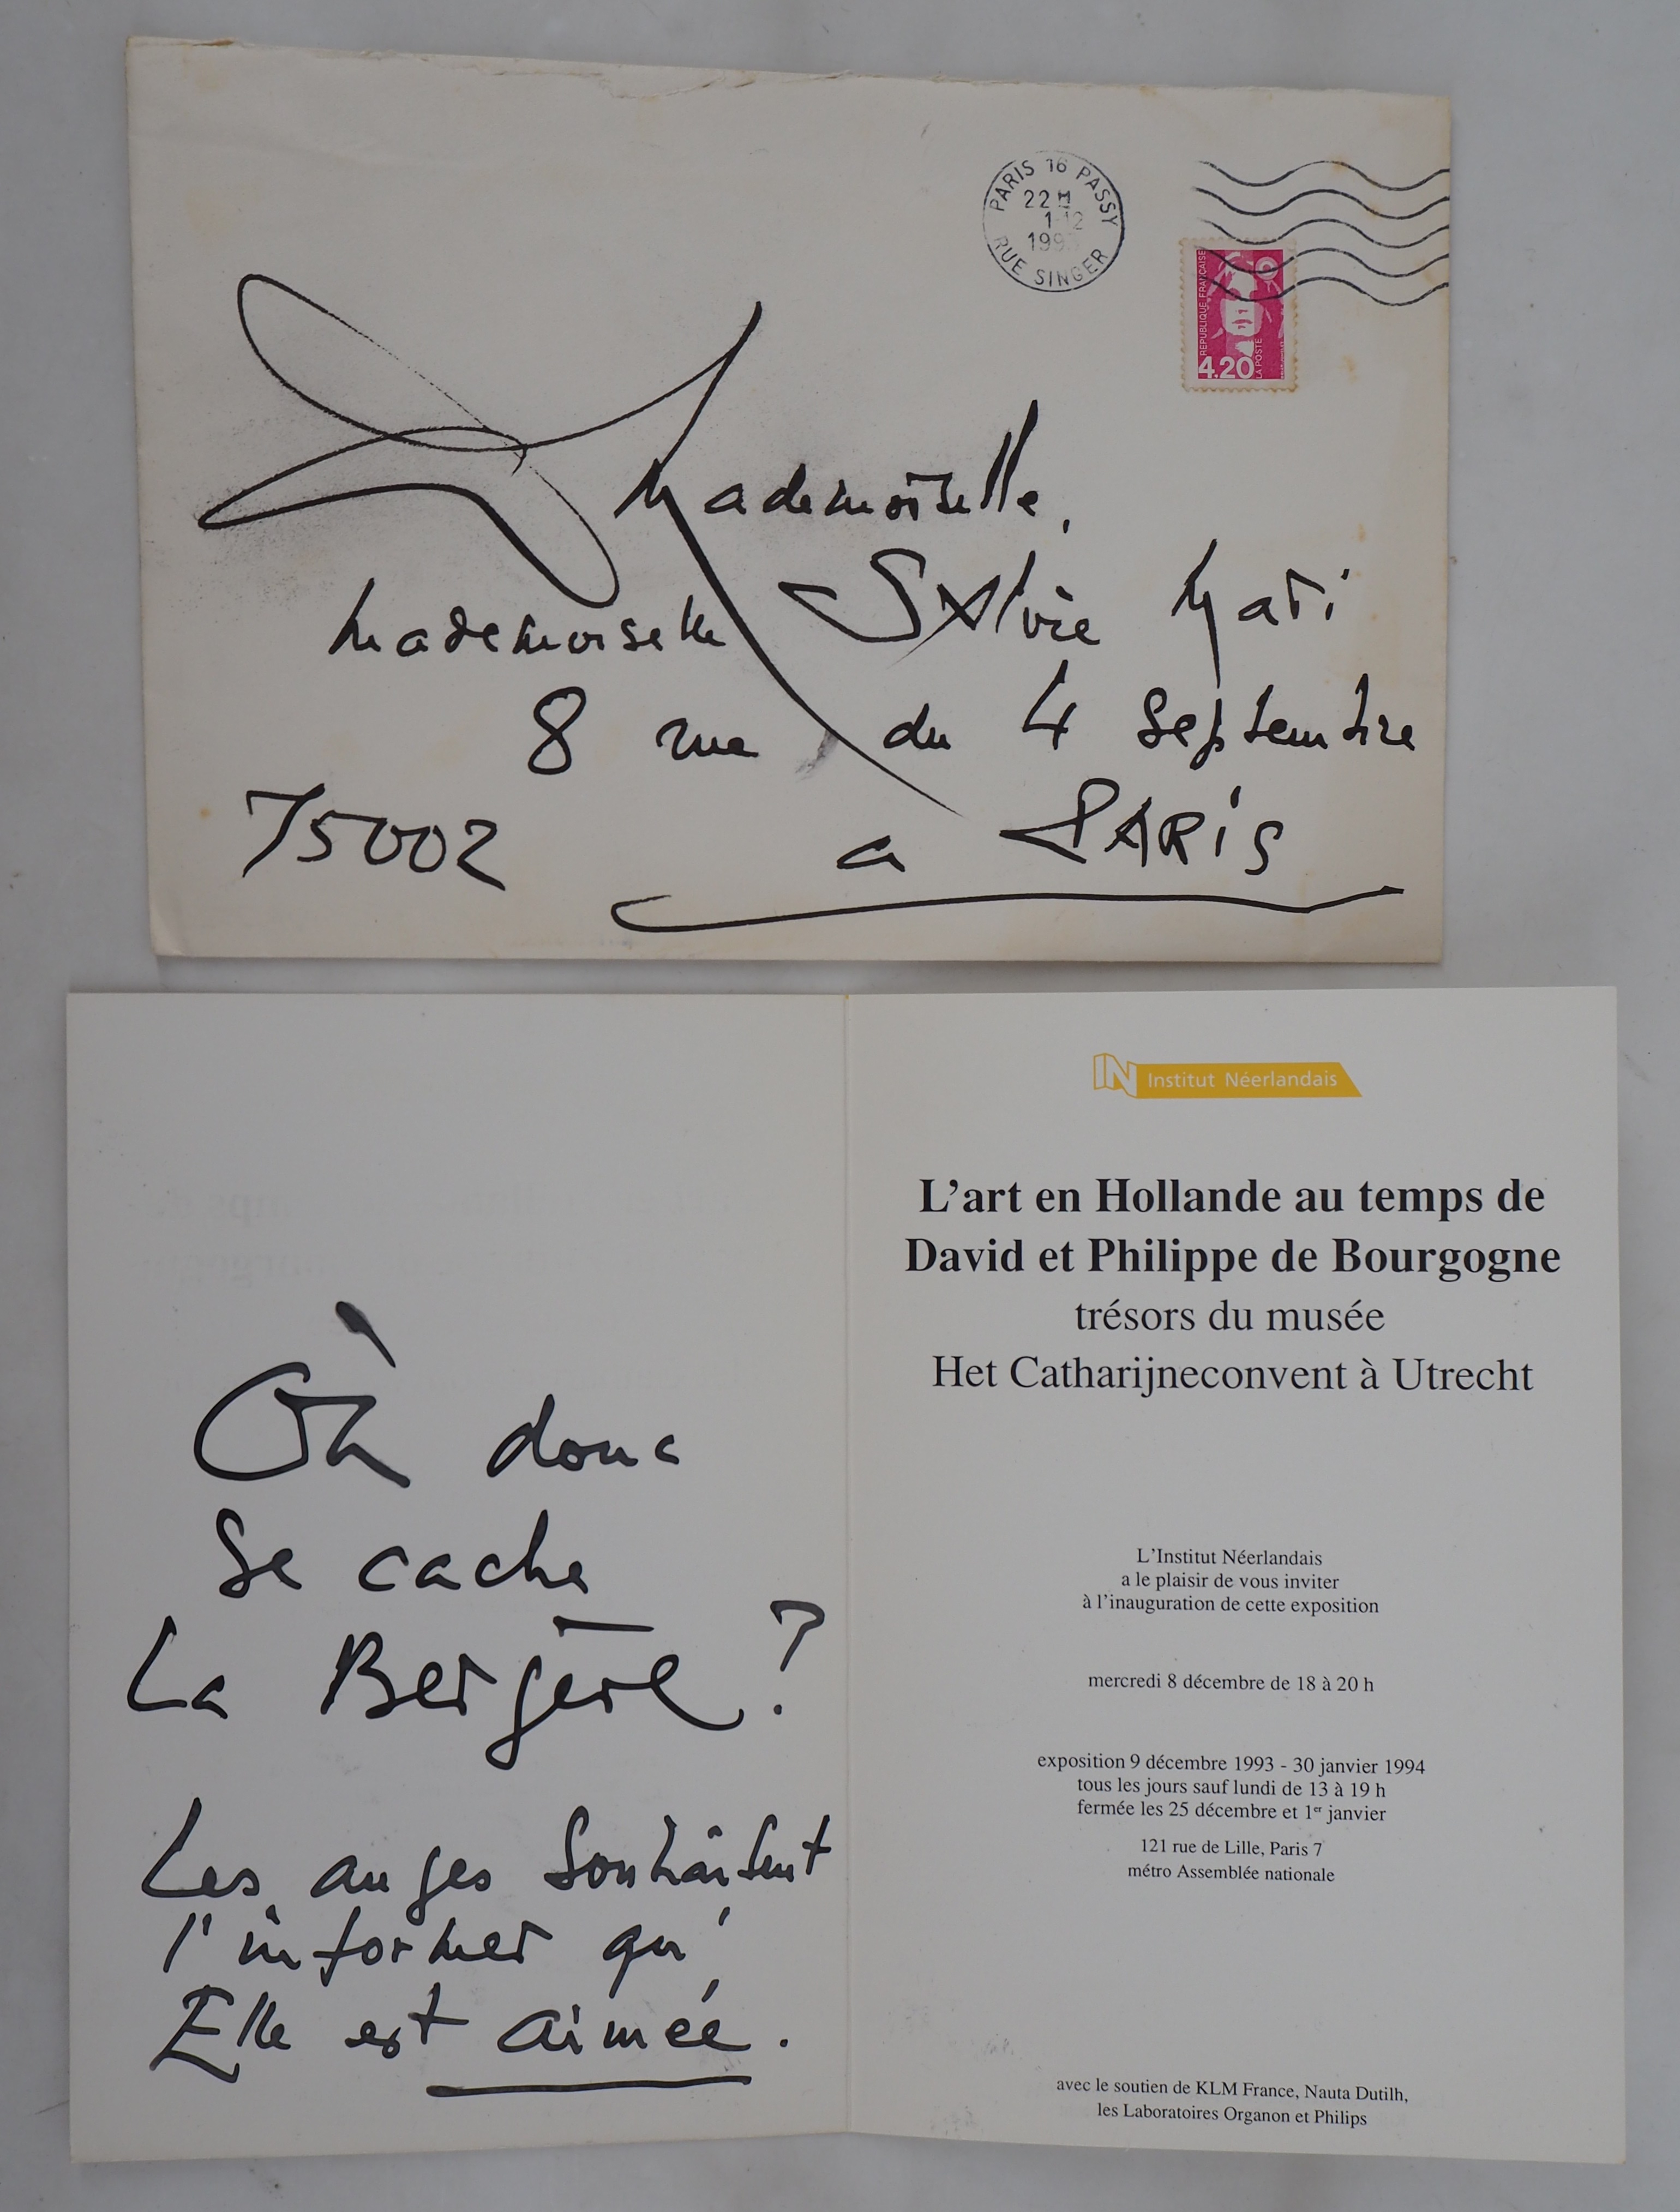 PARIS 16 PASSY
22 H
1-12
199
RUE SINGER
REPUBLIQUE FRANÇAISE
4.20
LA POSTE
Mademoiselle,
Mademoiselle Sylvie Mati
8 rue du 4 Septembre
75002 a PARIS
Où donc
se cache
La Bergère ?
Les anges souhaitent
l'informer qu'
Elle est aimée.
IN Institut Néerlandais
L'art en Hollande au temps de
David et Philippe de Bourgogne
trésors du musée
Het Catharijneconvent à Utrecht
L'Institut Néerlandais
a le plaisir de vous inviter
à l'inauguration de cette exposition
mercredi 8 décembre de 18 à 20 h
exposition 9 décembre 1993 - 30 janvier 1994
tous les jours sauf lundi de 13 à 19 h
fermée les 25 décembre et 1er janvier
121 rue de Lille, Paris 7
métro Assemblée nationale
avec le soutien de KLM France, Nauta Dutilh,
les Laboratoires Organon et Philips